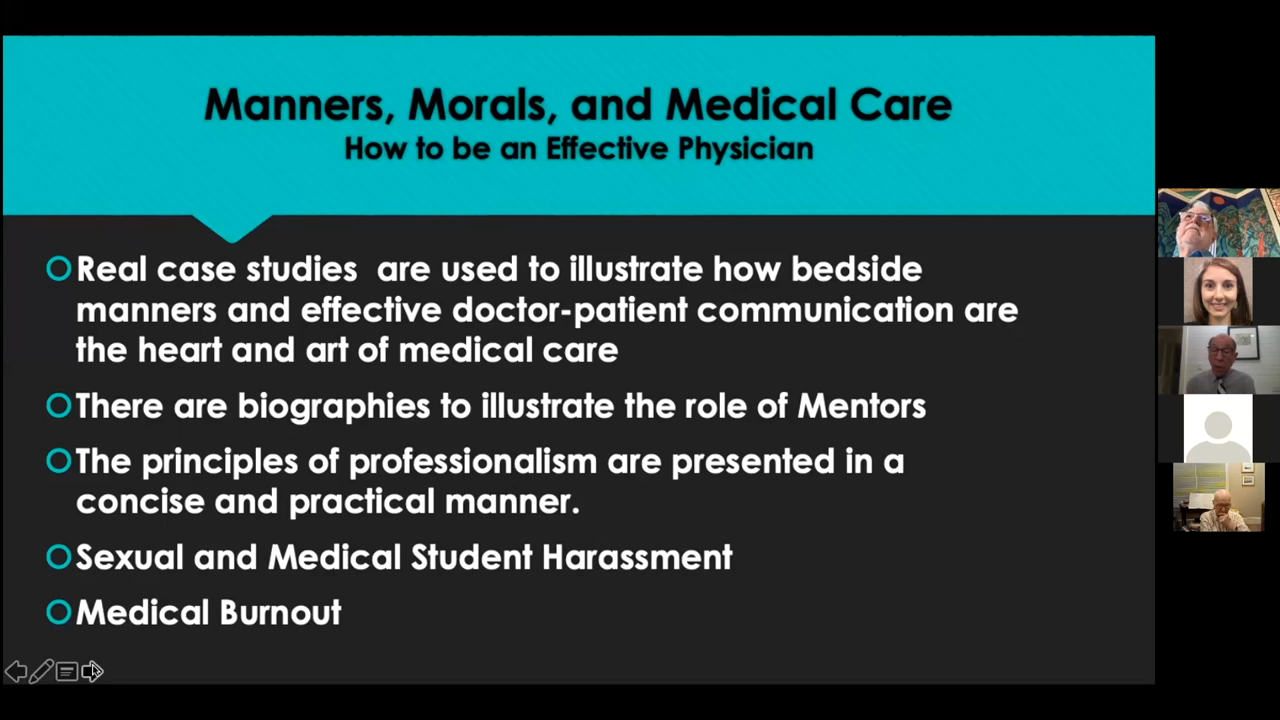 Manners, Morals, and Medical Care
How to be an Effective Physician
Real case studies  are used to illustrate how bedside
manners and effective doctor-patient communication are
the heart and art of medical care
There are biographies to illustrate the role of Mentors
The principles of professionalism are presented in a
concise and practical manner.
Sexual and Medical Student Harassment
Medical Burnout